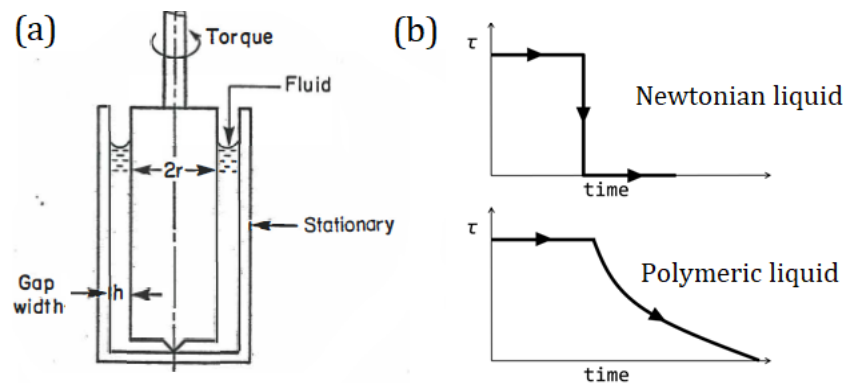 (a)
Torque
Fluid
2r
Stationary
Gap
width
h
(b)
τ
Newtonian liquid
time
τ
Polymeric liquid
time